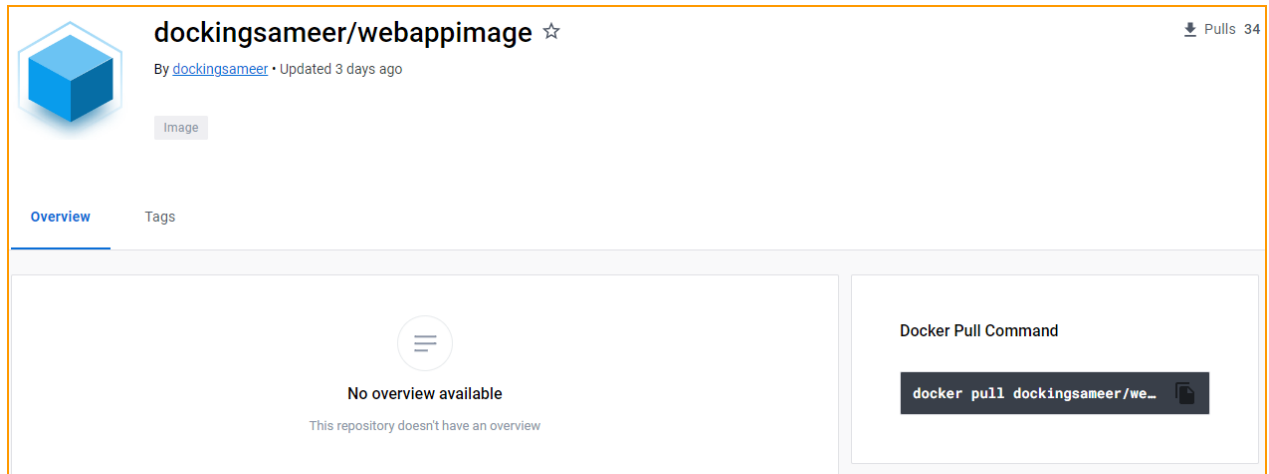 dockingsameer/webappimage
Pulls 34
By dockingsameer • Updated 3 days ago
Image
Overview
Tags
Docker Pull Command
docker pull dockingsameer/we…
No overview available
This repository doesn't have an overview